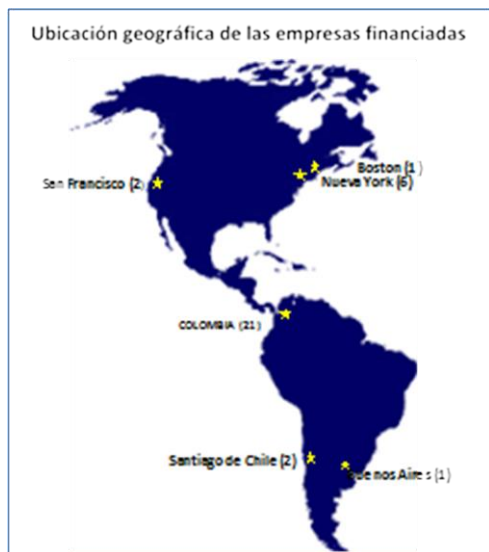 Ubicación geográfica de las empresas financiadas
Boston (1)
San Francisco (2)
Nueva York (6)
COLOMBIA (21)
Santiago de Chile (2)
Buenos Aires (1)